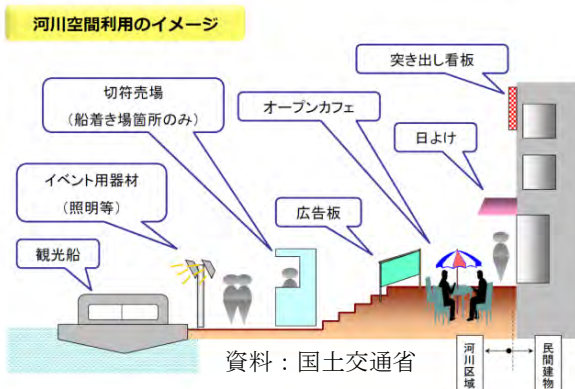 河川空間利用のイメージ
突き出し看板
切符売場
(船着き場箇所のみ)
オープンカフェ
日よけ
イベント用器材
(照明等)
広告板
観光船
資料：国土交通省
河川区域
民間建物